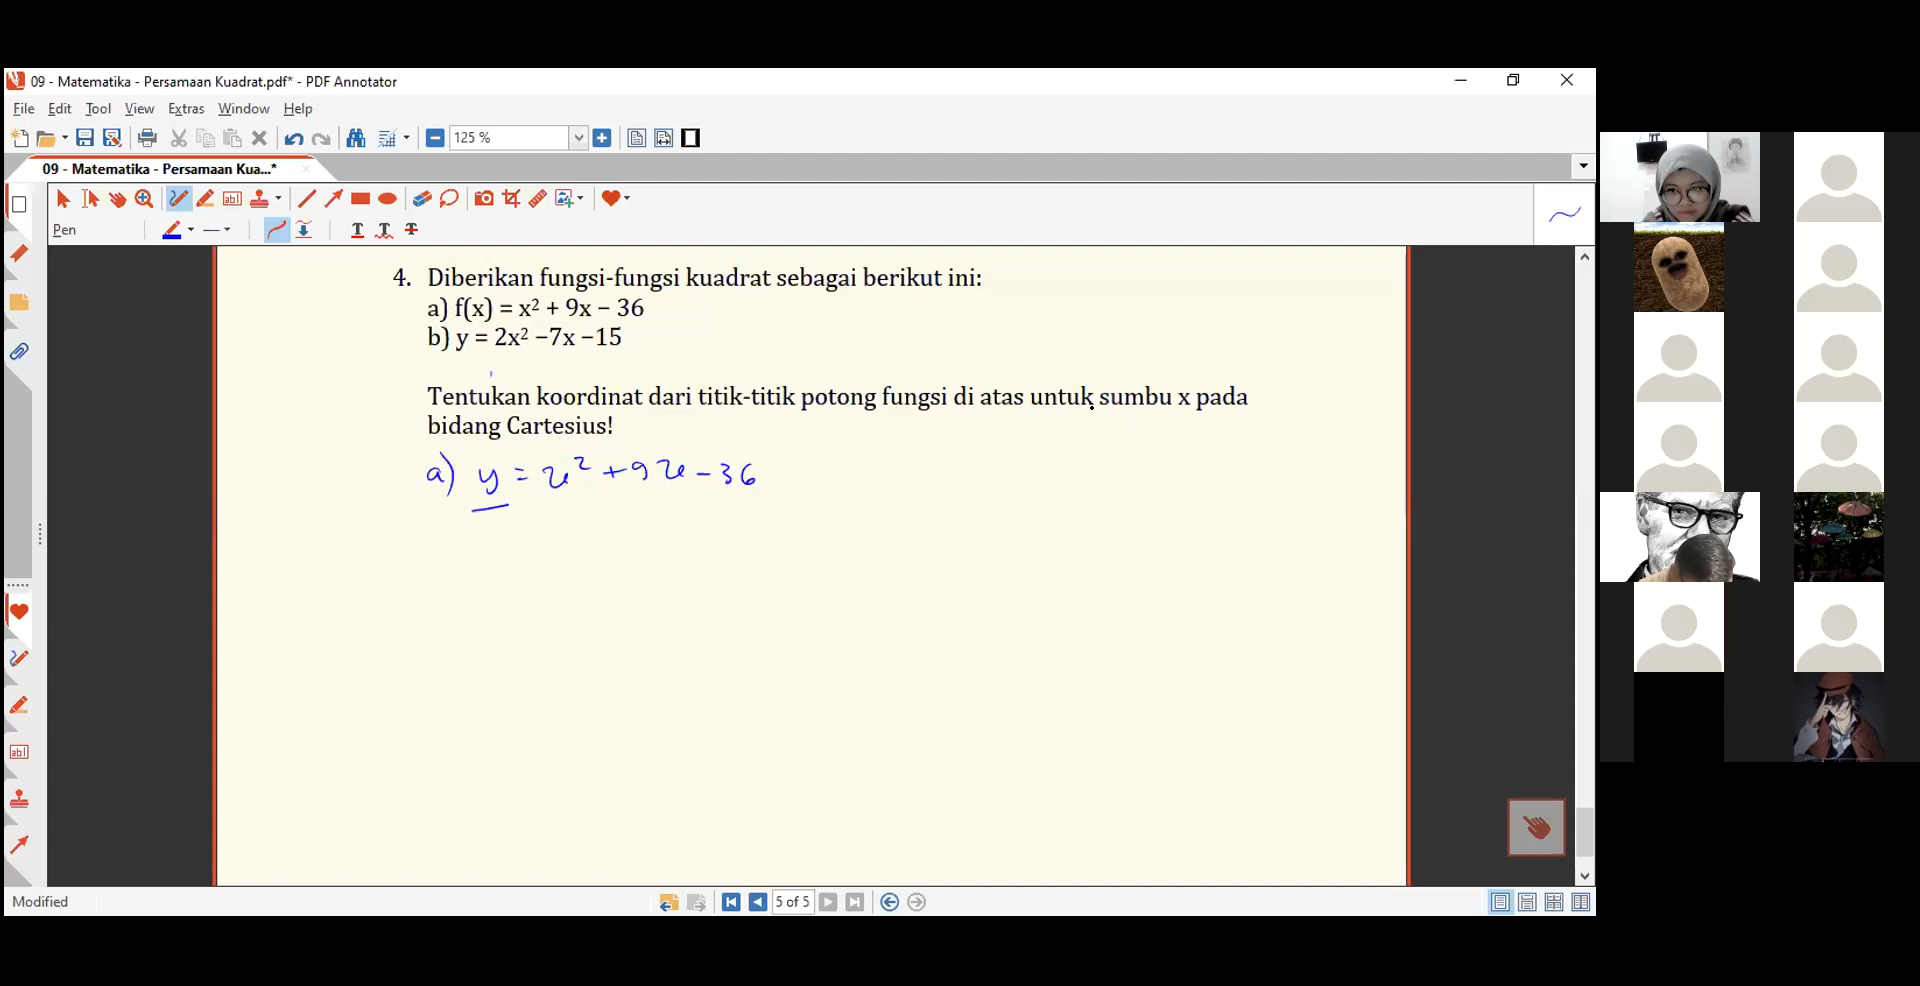 09 - Matematika - Persamaan Kuadrat.pdf* - PDF Annotator
File Edit Tool View Extras Window Help
125 %
09 - Matematika - Persamaan Kua...*
Pen
4. Diberikan fungsi-fungsi kuadrat sebagai berikut ini:
a) f(x) = x² + 9x − 36
b) y = 2x² −7x −15
Tentukan koordinat dari titik-titik potong fungsi di atas untuk sumbu x pada
bidang Cartesius!
a) y = x² + 9x - 36
Modified
5 of 5